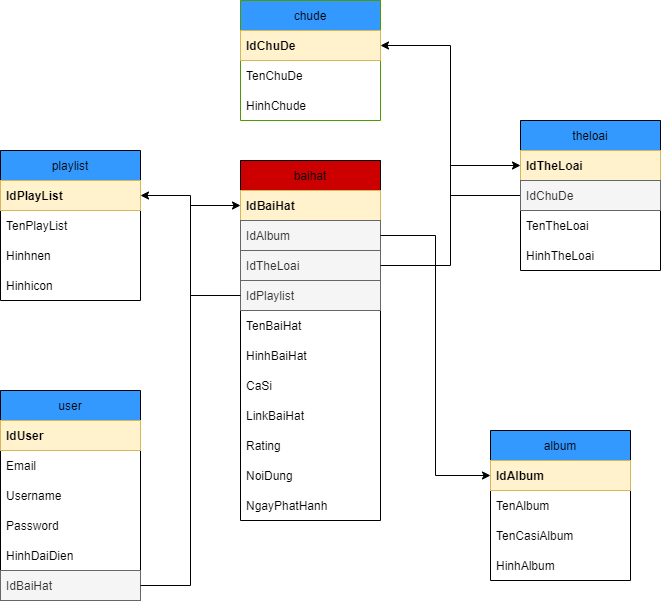 chude
IdChuDe
TenChuDe
HinhChude
theloai
IdTheLoai
IdChuDe
TenTheLoai
HinhTheLoai
playlist
IdPlayList
TenPlayList
Hinhnen
Hinhicon
baihat
IdBaiHat
IdAlbum
IdTheLoai
IdPlaylist
TenBaiHat
HinhBaiHat
CaSi
LinkBaiHat
Rating
NoiDung
NgayPhatHanh
user
IdUser
Email
Username
Password
HinhDaiDien
IdBaiHat
album
IdAlbum
TenAlbum
TenCasiAlbum
HinhAlbum